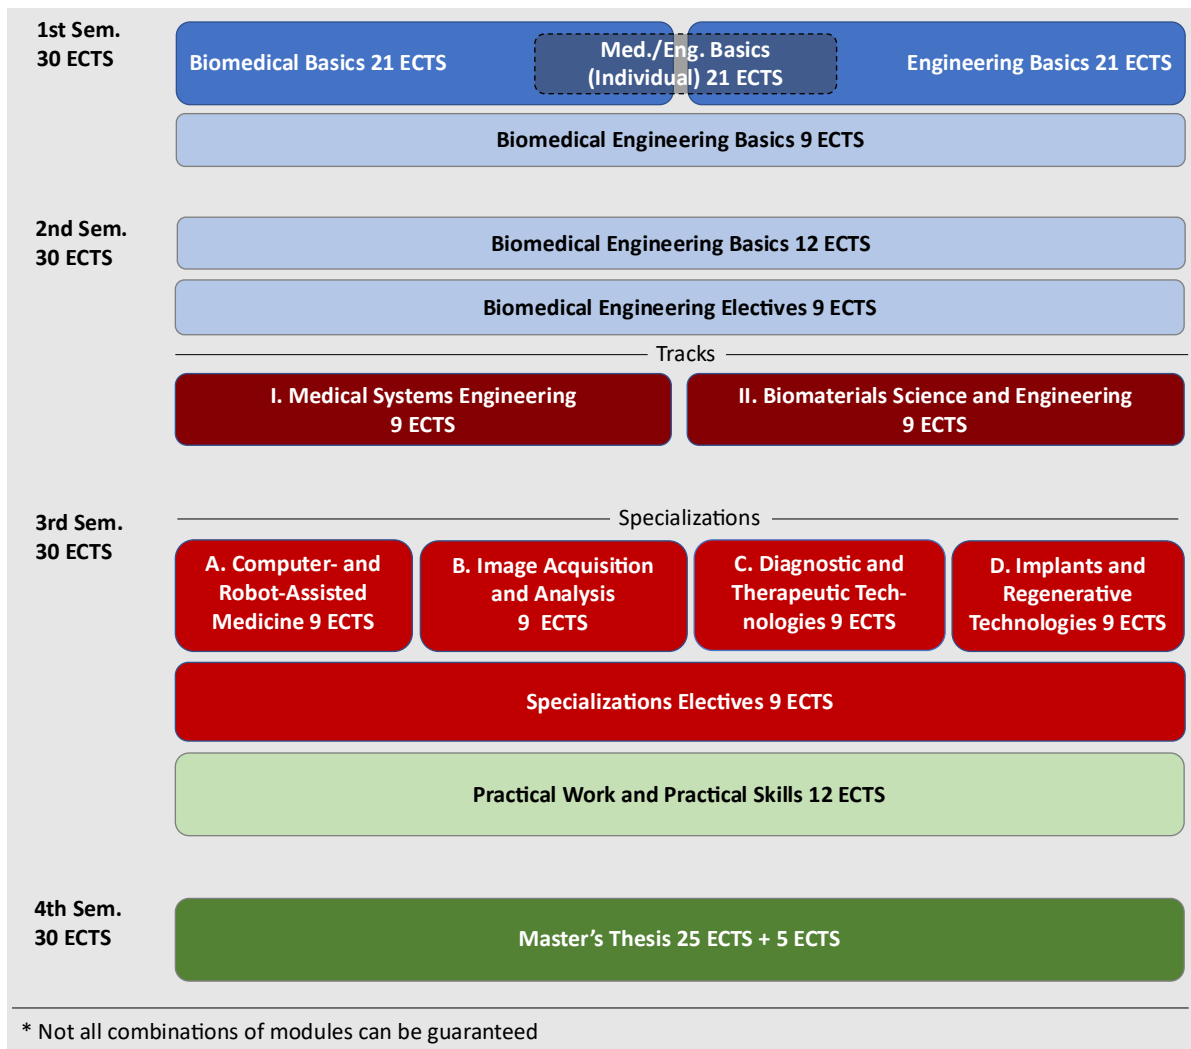 1st Sem.
30 ECTS
Biomedical Basics 21 ECTS
Med./Eng. Basics
(Individual) 21 ECTS
Engineering Basics 21 ECTS
Biomedical Engineering Basics 9 ECTS
2nd Sem.
30 ECTS
Biomedical Engineering Basics 12 ECTS
Biomedical Engineering Electives 9 ECTS
Tracks
I. Medical Systems Engineering
9 ECTS
II. Biomaterials Science and Engineering
9 ECTS
3rd Sem.
30 ECTS
Specializations
A. Computer- and
Robot-Assisted
Medicine 9 ECTS
B. Image Acquisition
and Analysis
9 ECTS
C. Diagnostic and
Therapeutic Tech-
nologies 9 ECTS
D. Implants and
Regenerative
Technologies 9 ECTS
Specializations Electives 9 ECTS
Practical Work and Practical Skills 12 ECTS
4th Sem.
30 ECTS
Master’s Thesis 25 ECTS + 5 ECTS
* Not all combinations of modules can be guaranteed